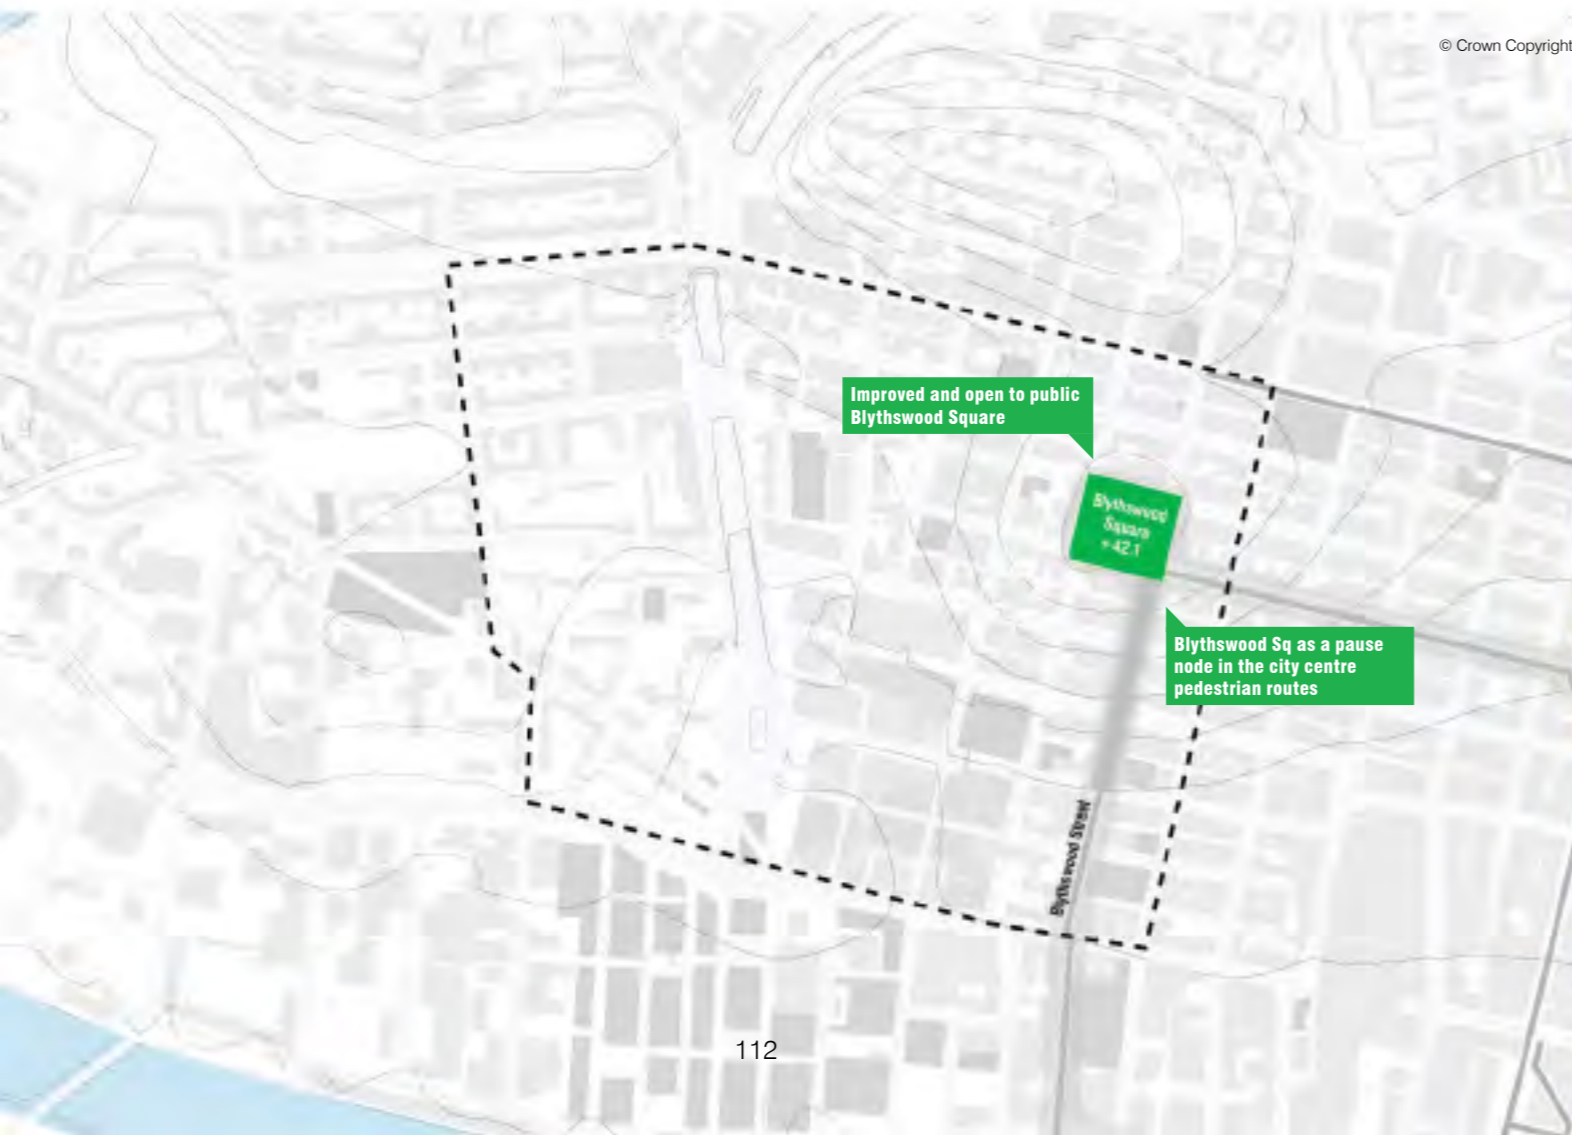 © Crown Copyright
Improved and open to public
Blythswood Square
Blythswood
Square
+42.1
Blythswood Sq as a pause
node in the city centre
pedestrian routes
Blythswood Street
112